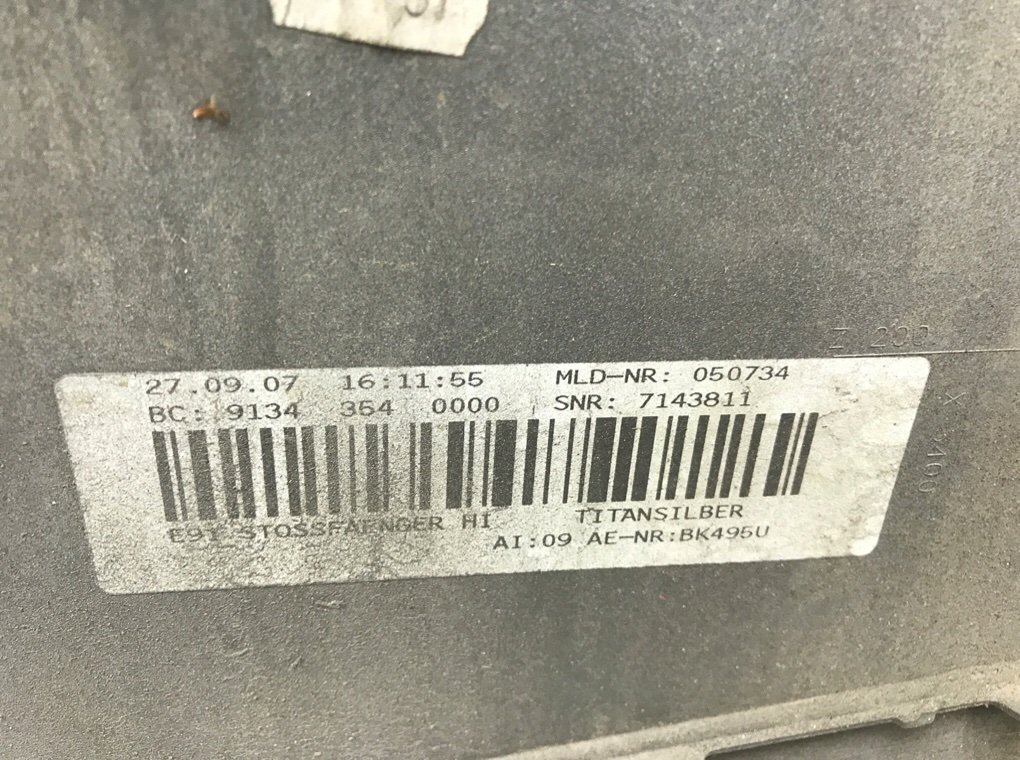 Z 200
27.09.07 16:11:55 MLD-NR: 050734
BC: 9134 354 0000 SNR: 7143811
E91 STOSSFAENGER HI TITANSILBER
AI:09 AE-NR:BK495U